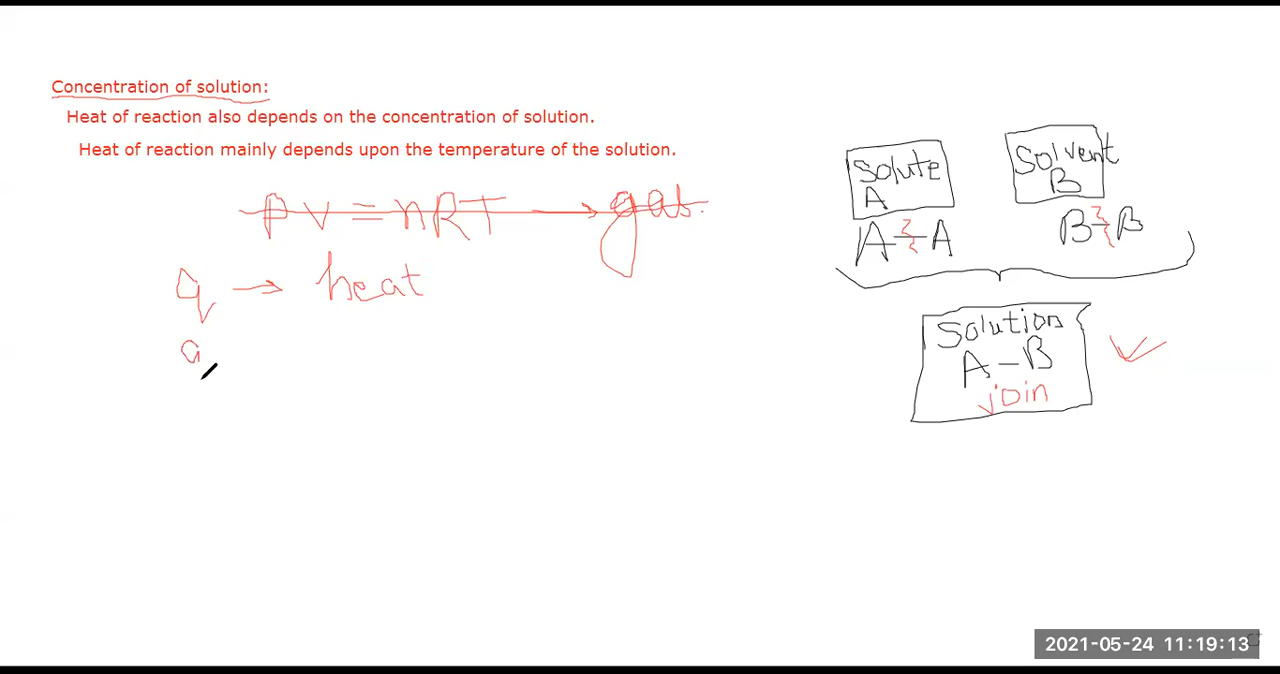 Concentration of solution:
Heat of reaction also depends on the concentration of solution.
Heat of reaction mainly depends upon the temperature of the solution.
PV = nRT → gas.
q → heat
q
Solute
A
A - A
Solvent
B
B - B
Solution
A - B
join
2021-05-24 11:19:13